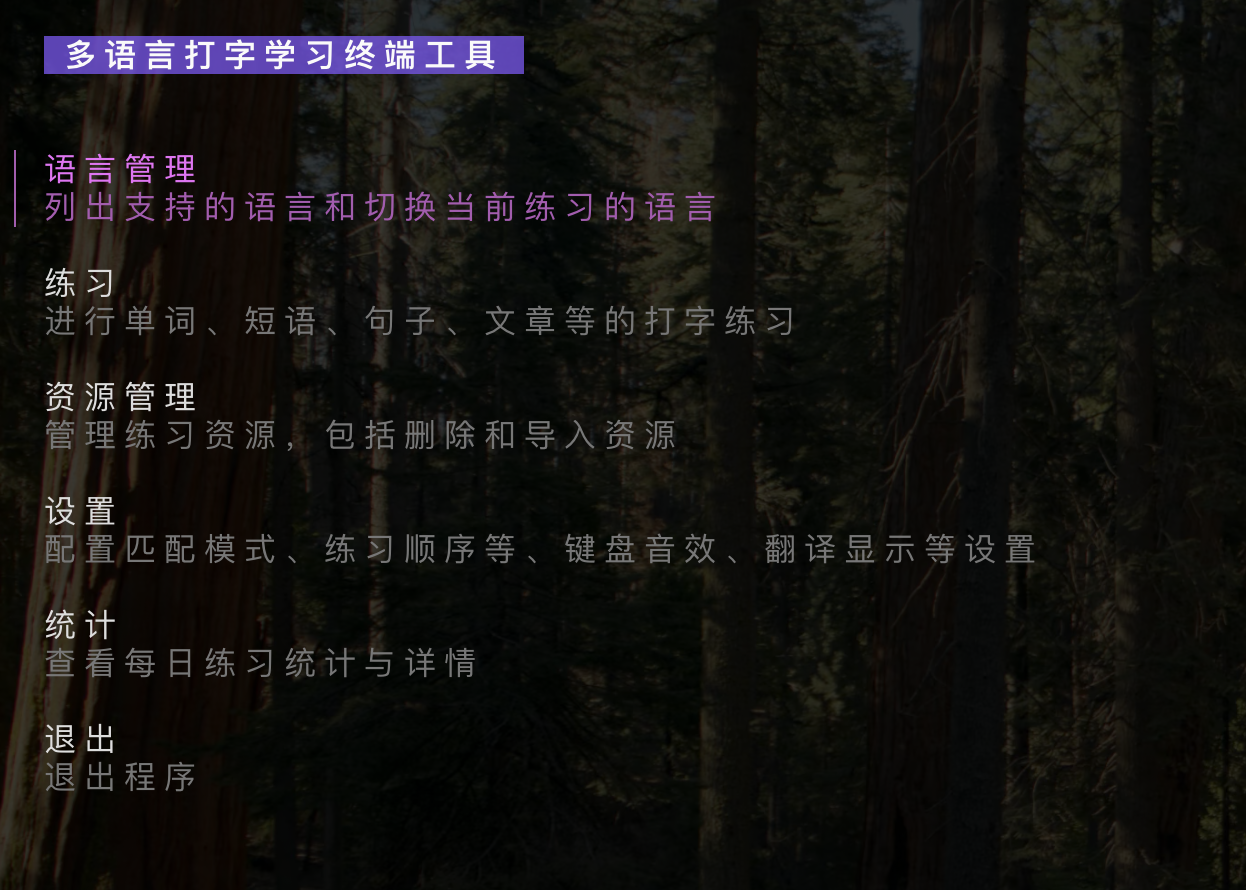 多语言打字学习终端工具
语言管理
列出支持的语言和切换当前练习的语言
练习
进行单词、短语、句子、文章等的打字练习
资源管理
管理练习资源，包括删除和导入资源
设置
配置匹配模式、练习顺序等、键盘音效、翻译显示等设置
统计
查看每日练习统计与详情
退出
退出程序